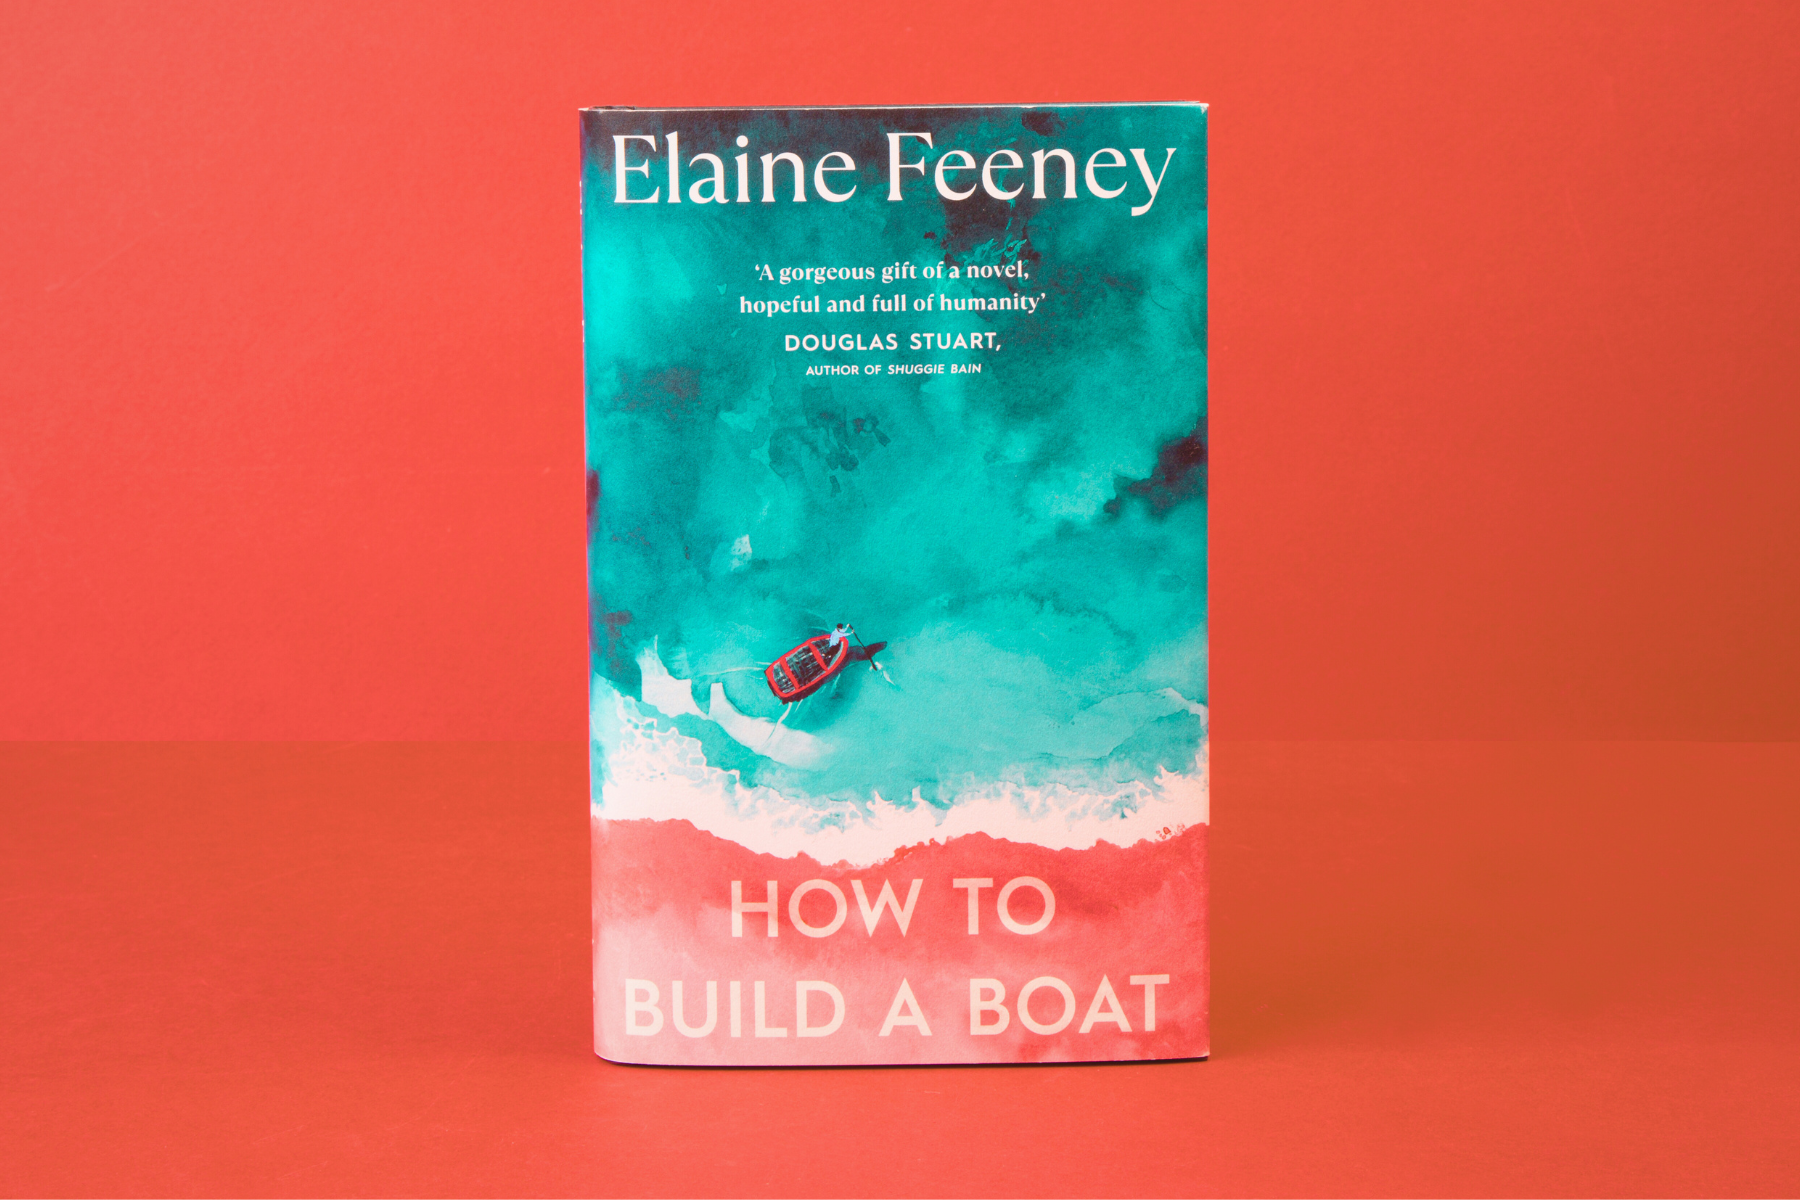 Elaine Feeney
‘A gorgeous gift of a novel,
hopeful and full of humanity’
DOUGLAS STUART,
AUTHOR OF SHUGGIE BAIN
HOW TO
BUILD A BOAT